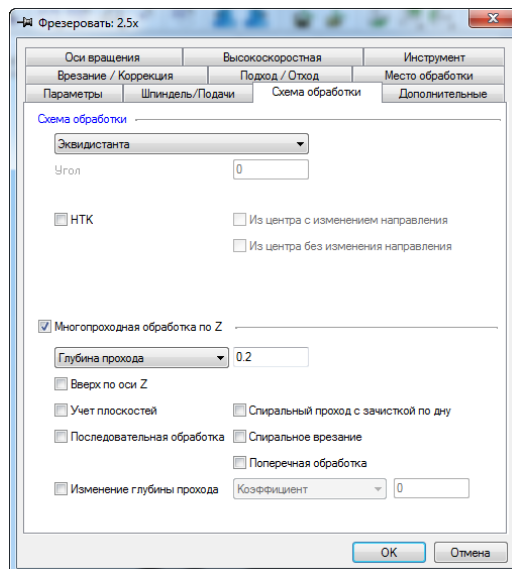 Фрезеровать: 2.5x
Оси вращения Высокоскоростная Инструмент
Врезание / Коррекция Подход / Отход Место обработки
Параметры Шпиндель/Подачи Схема обработки Дополнительные
Схема обработки
Эквидистанта
Угол 0
НТК Из центра с изменением направления
Из центра без изменения направления
Многопроходная обработка по Z
Глубина прохода 0.2
Вверх по оси Z
Учет плоскостей Спиральный проход с зачисткой по дну
Последовательная обработка Спиральное врезание
Поперечная обработка
Изменение глубины прохода Коэффициент 0
OK Отмена